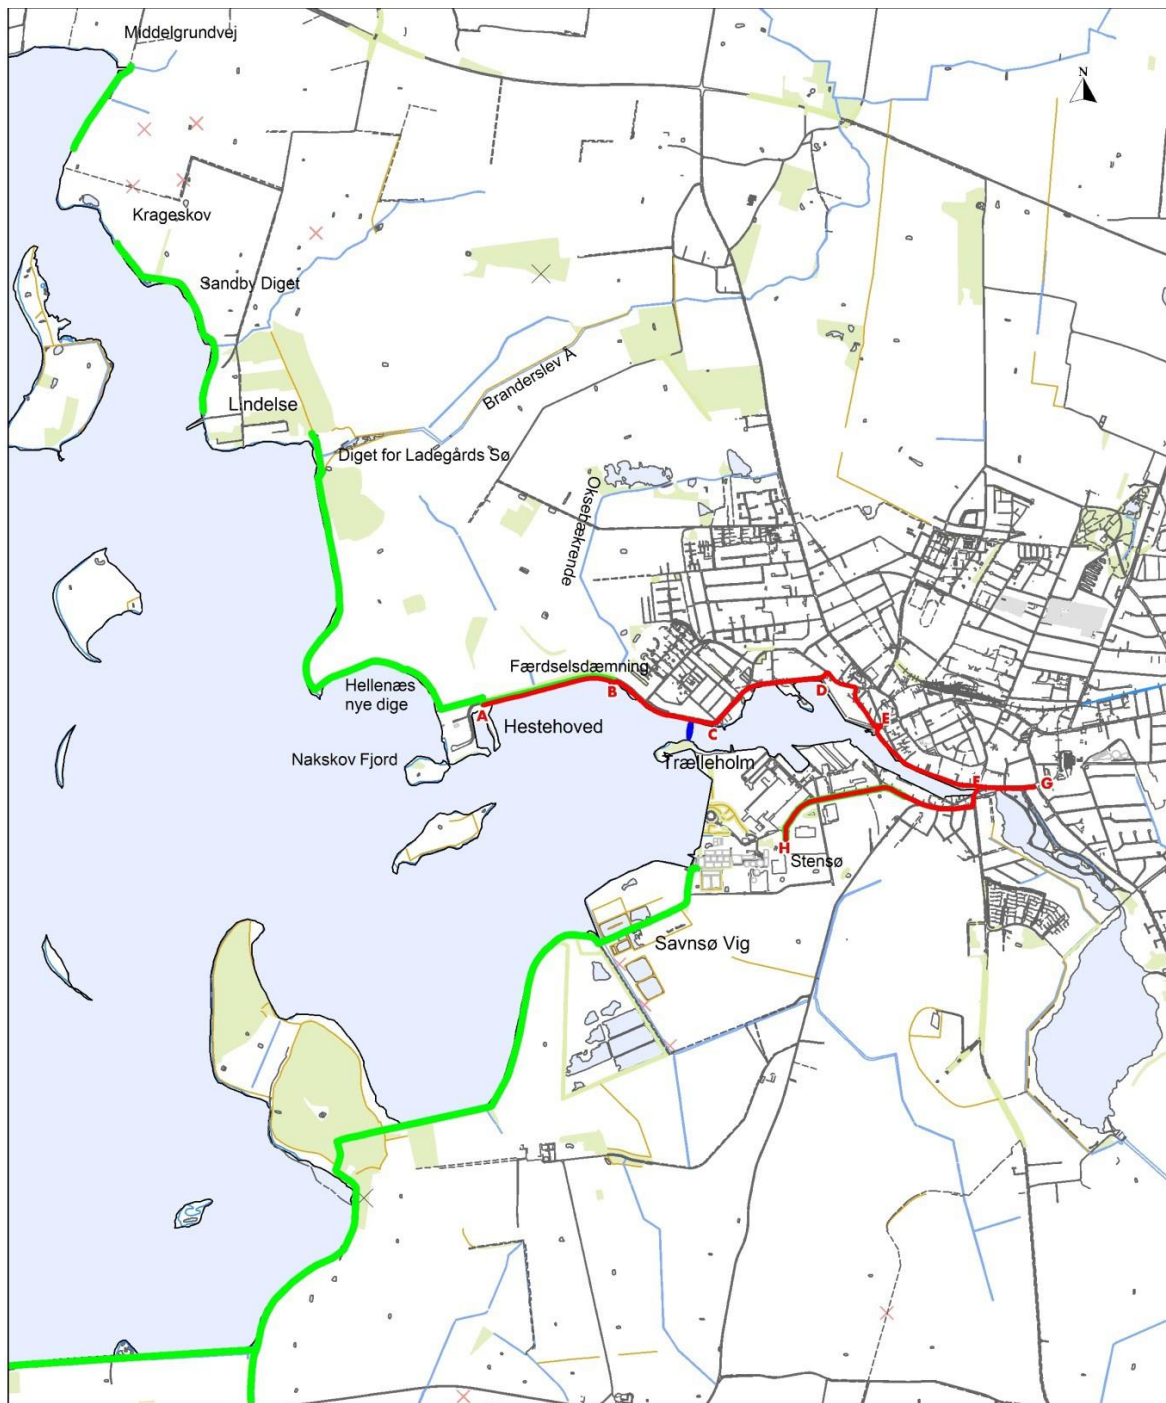 Middelgrundvej
N
Krageskov
Sandby Diget
Lindelse
Branderslev Å
Diget for Ladegårds Sø
Oksebækrende
Færdselsdæmning
Hellenæs
nye dige
A
B
C
D
E
F
G
H
Hestehoved
Nakskov Fjord
Trælleholm
Stensø
Savnsø Vig